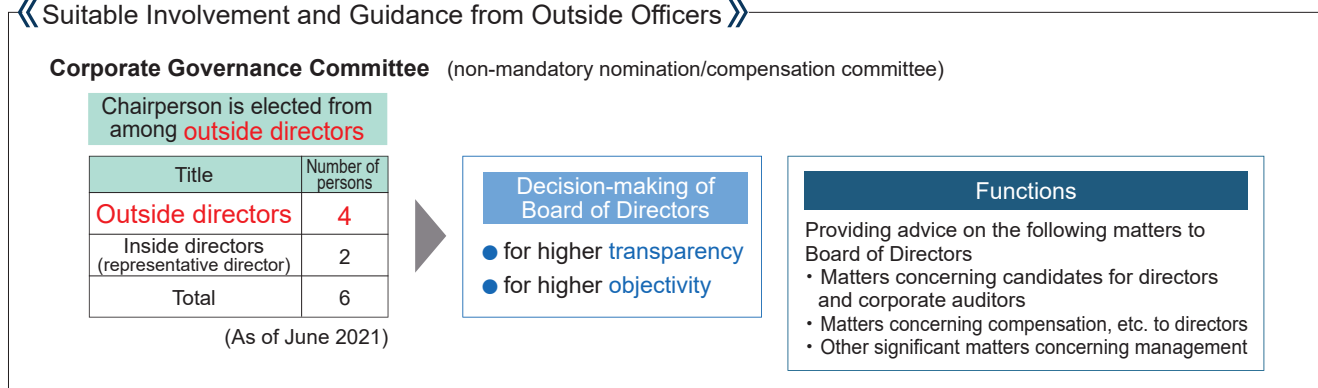 《Suitable Involvement and Guidance from Outside Officers》
Corporate Governance Committee (non-mandatory nomination/compensation committee)
Chairperson is elected from
among outside directors
Title
Number of
persons
Outside directors
4
Inside directors
(representative director)
2
Total
6
(As of June 2021)
Decision-making of
Board of Directors
● for higher transparency
● for higher objectivity
Functions
Providing advice on the following matters to
Board of Directors
・Matters concerning candidates for directors
and corporate auditors
・Matters concerning compensation, etc. to directors
・Other significant matters concerning management